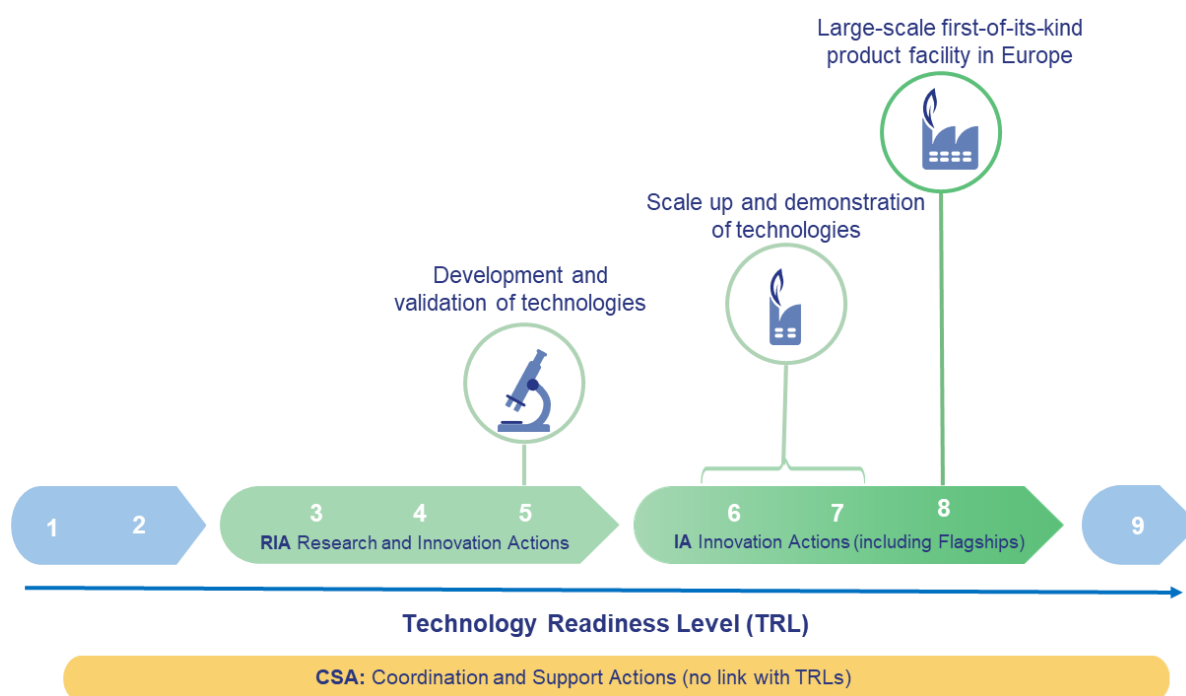 Large-scale first-of-its-kind
product facility in Europe
Scale up and demonstration
of technologies
Development and
validation of technologies
1
2
3
4
5
6
7
8
9
RIA Research and Innovation Actions
IA Innovation Actions (including Flagships)
Technology Readiness Level (TRL)
CSA: Coordination and Support Actions (no link with TRLs)